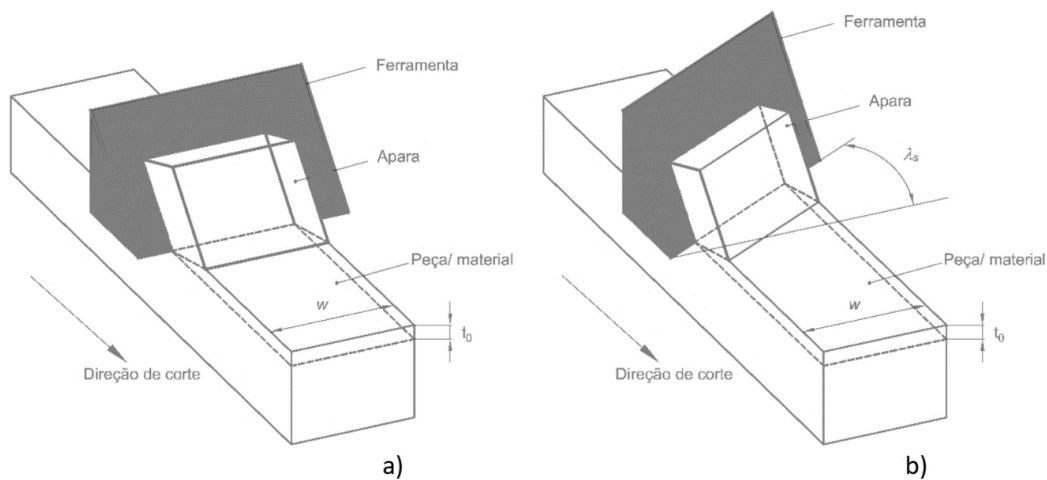 Ferramenta
Apara
Peça/ material
w
t₀
Direção de corte
a)
Ferramenta
Apara
λₛ
Peça/ material
w
t₀
Direção de corte
b)